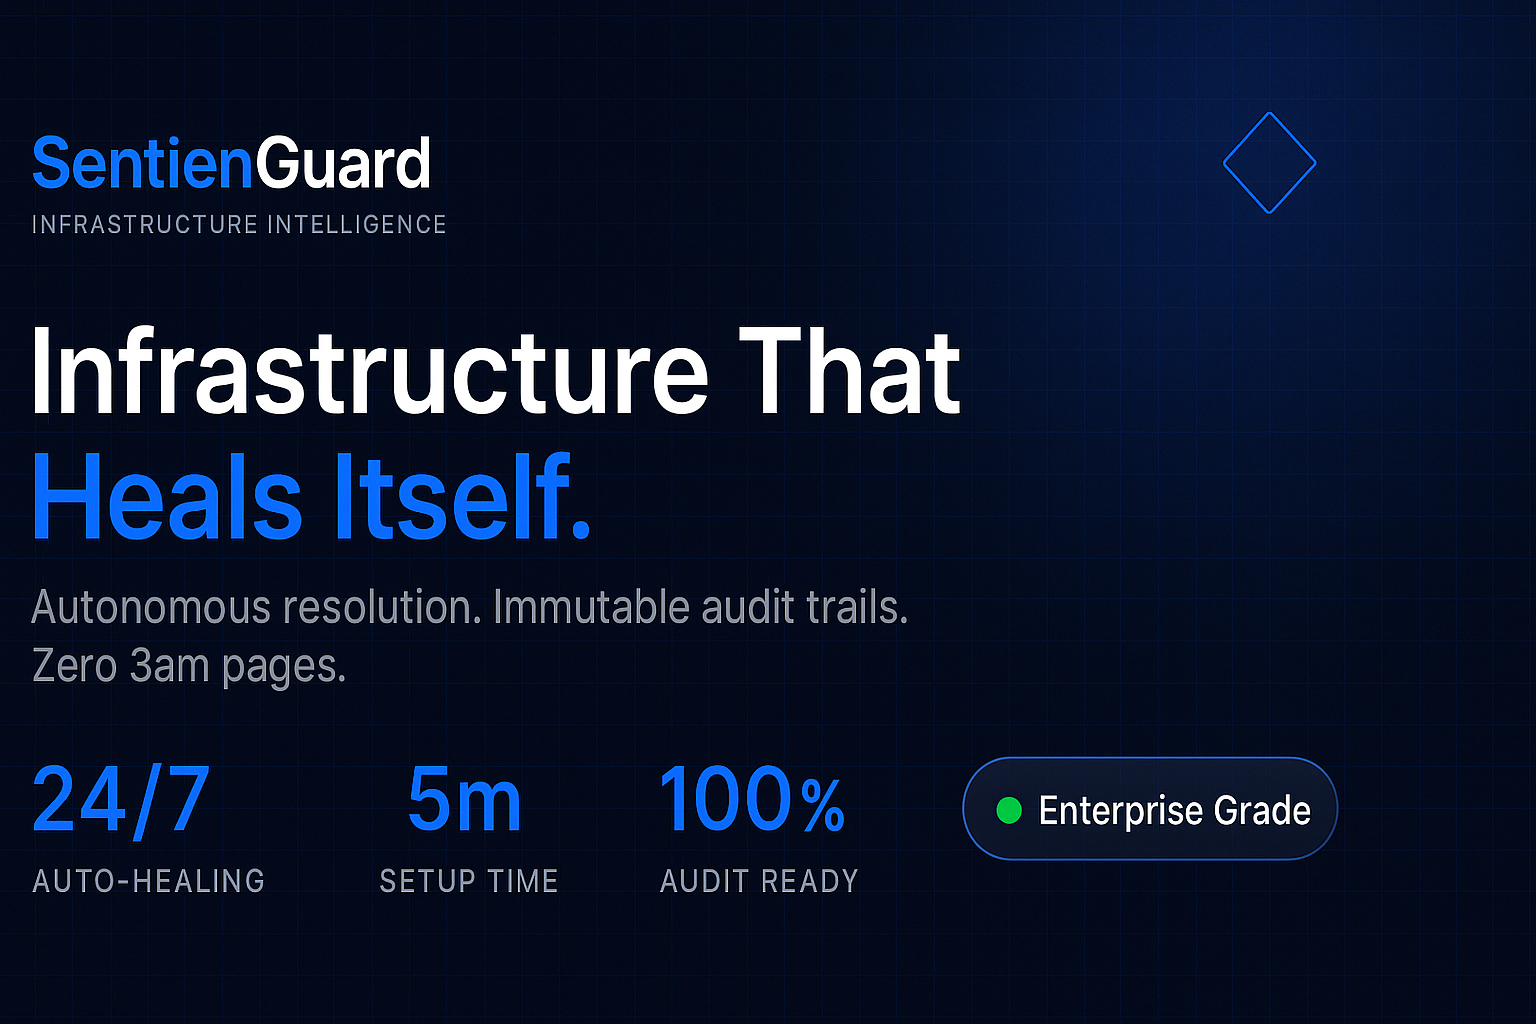 SentienGuard
INFRASTRUCTURE INTELLIGENCE
Infrastructure That
Heals Itself.
Autonomous resolution. Immutable audit trails.
Zero 3am pages.
24/7
AUTO-HEALING
5m
SETUP TIME
100%
AUDIT READY
Enterprise Grade